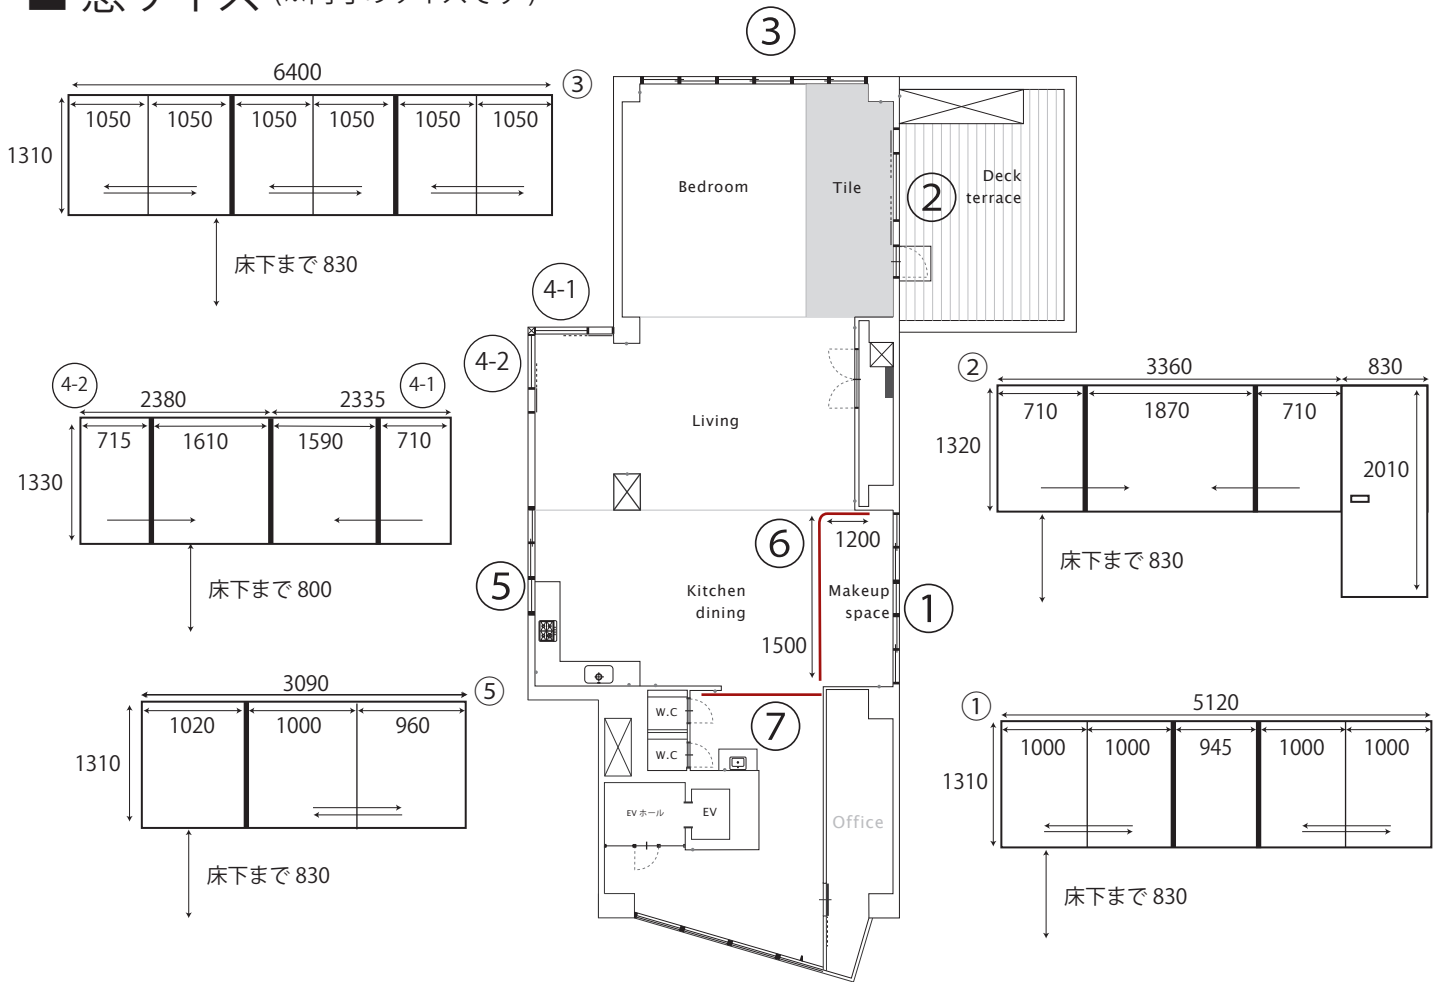 ■ 窓サイズ
③
6400
③
1050 1050 1050 1050 1050 1050
1310
床下まで 830
Bedroom
Tile
②
Deck
terrace
4-1
4-2
4-2
2380
2335
4-1
715 1610 1590 710
1330
床下まで 800
Living
②
3360
830
710 1870 710
1320
2010
床下まで 830
⑥
1200
⑤
Kitchen
dining
Makeup
space
①
1500
3090
⑤
1020 1000 960
1310
床下まで 830
W.C
W.C
⑦
EV ホール
EV
Office
①
5120
1000 1000 945 1000 1000
1310
床下まで 830